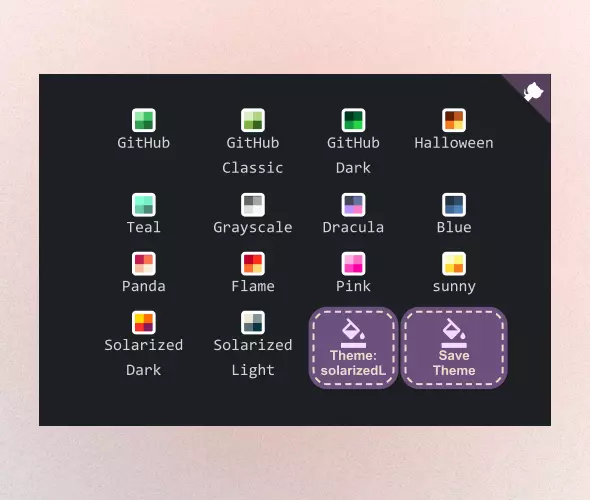 GitHub
GitHub
Classic
GitHub
Dark
Halloween
Teal
Grayscale
Dracula
Blue
Panda
Flame
Pink
sunny
Solarized
Dark
Solarized
Light
Theme:
solarizedL
Save
Theme